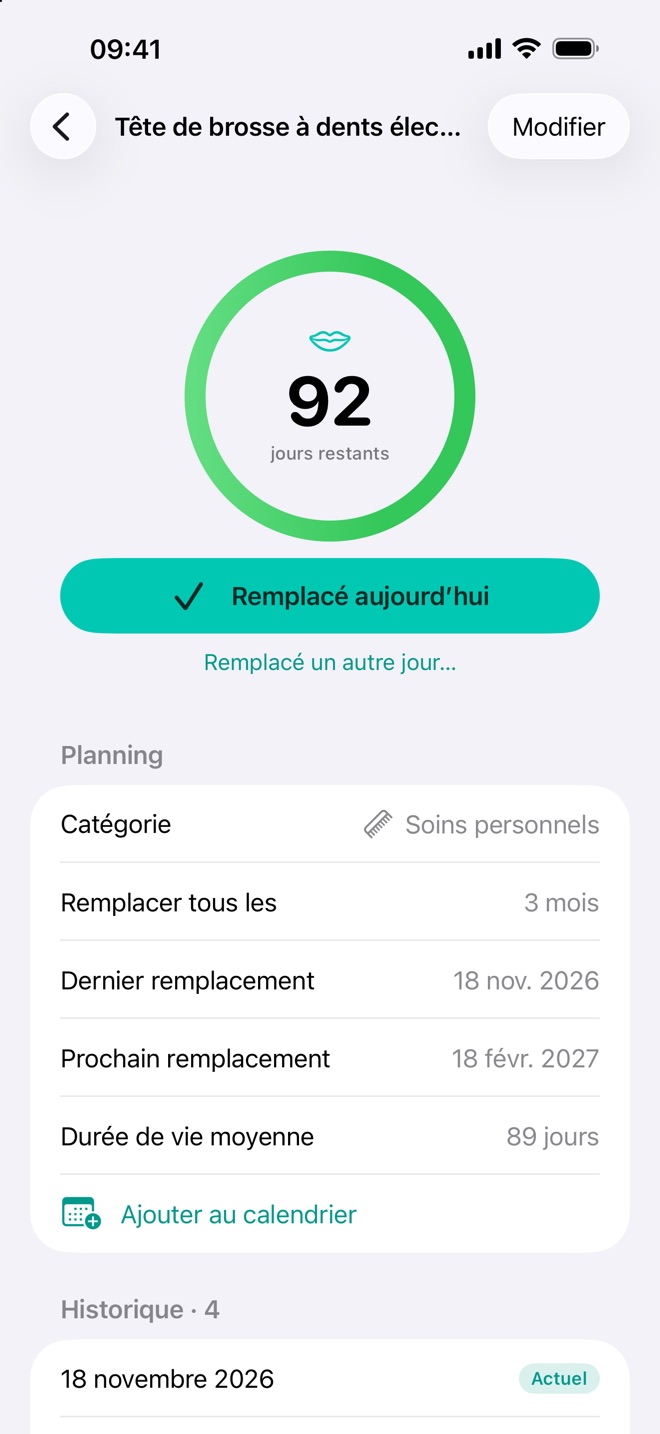 09:41
Tête de brosse à dents élec...
Modifier
92
jours restants
Remplacé aujourd'hui
Remplacé un autre jour...
Planning
Catégorie
Soins personnels
Remplacer tous les
3 mois
Dernier remplacement
18 nov. 2026
Prochain remplacement
18 févr. 2027
Durée de vie moyenne
89 jours
Ajouter au calendrier
Historique · 4
18 novembre 2026
Actuel